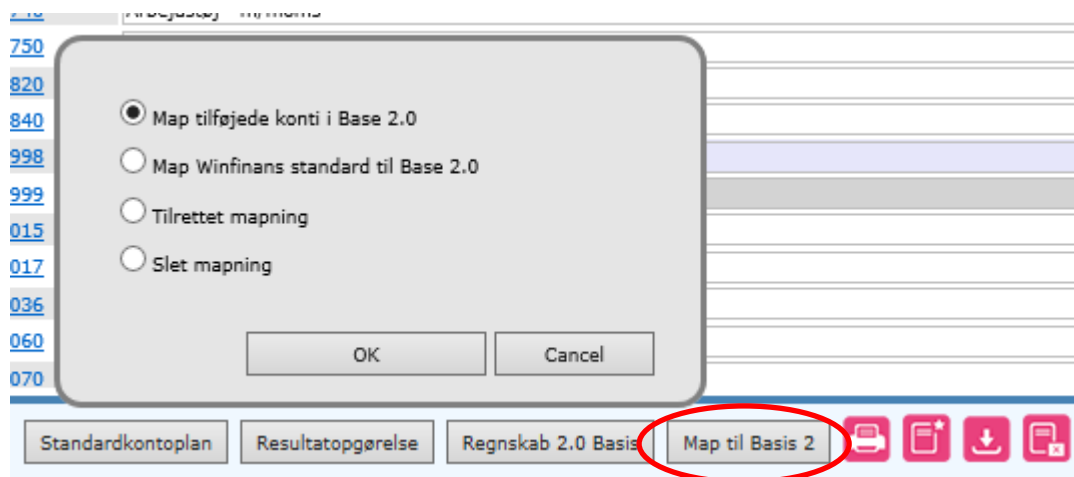 Arbejdstøj - m/moms
750
820
840
998
999
015
017
036
060
070
Map tilføjede konti i Base 2.0
Map Winfinans standard til Base 2.0
Tilrettet mapning
Slet mapning
OK Cancel
Standardkontoplan Resultatopgørelse Regnskab 2.0 Basis Map til Basis 2